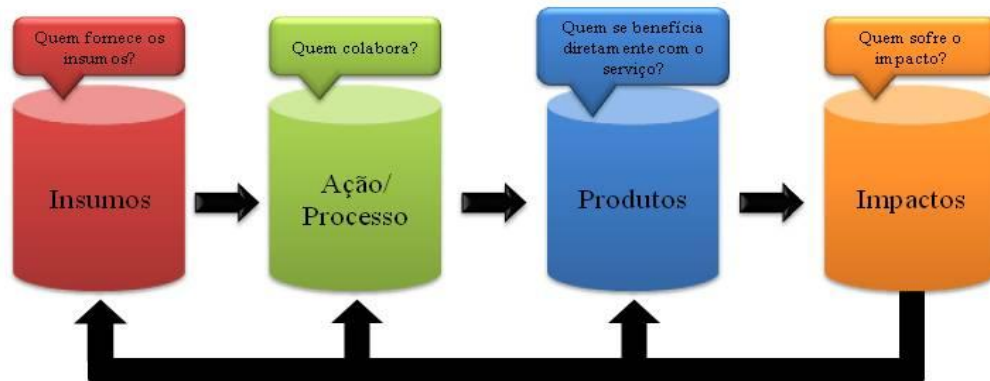 Quem fornece os
insumos?
Quem colabora?
Quem se benefícia
diretamente com o
serviço?
Quem sofre o
impacto?
Insumos
Ação/
Processo
Produtos
Impactos